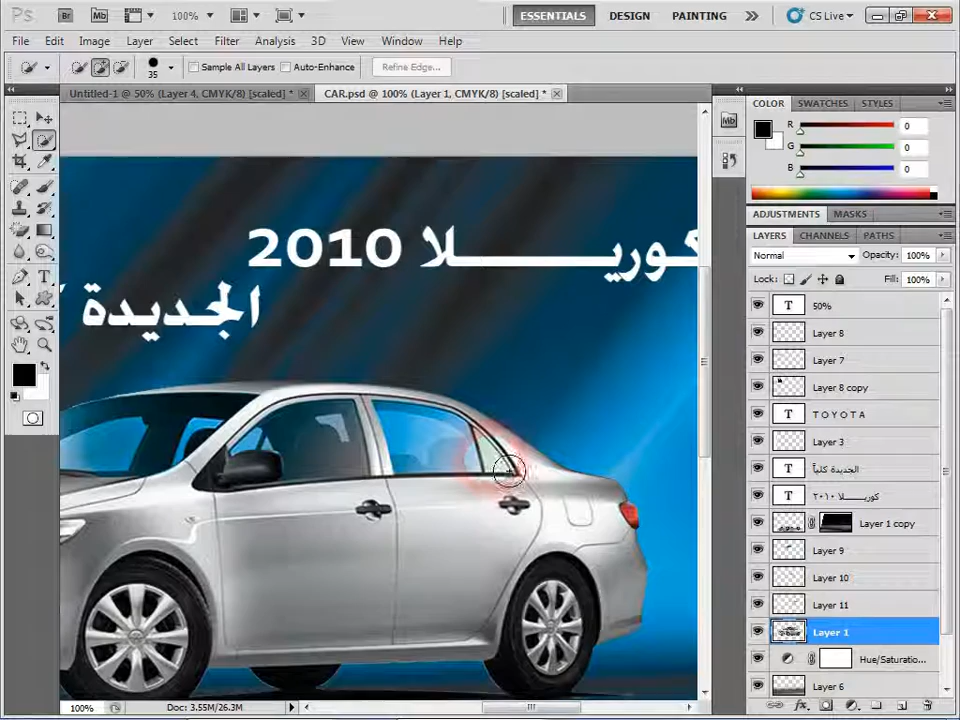 Ps Br Mb 100% ESSENTIALS DESIGN PAINTING CS Live
File Edit Image Layer Select Filter Analysis 3D View Window Help
35 Sample All Layers Auto-Enhance Refine Edge...
Untitled-1 @ 50% (Layer 4, CMYK/8) [scaled] * CAR.psd @ 100% (Layer 1, CMYK/8) [scaled] *
كوريـــــــــلا 2010
الجديدة
100% Doc: 3.55M/26.3M
Mb
COLOR SWATCHES STYLES
R 0
G 0
B 0
ADJUSTMENTS MASKS
LAYERS CHANNELS PATHS
Normal Opacity: 100%
Lock: Fill: 100%
T 50%
Layer 8
Layer 7
Layer 8 copy
T T O Y O T A
Layer 3
T الجديدة كلياً
T كوريـــــــــلا ٢٠١٠
Layer 1 copy
Layer 9
Layer 10
Layer 11
Layer 1
Hue/Saturatio...
Layer 6